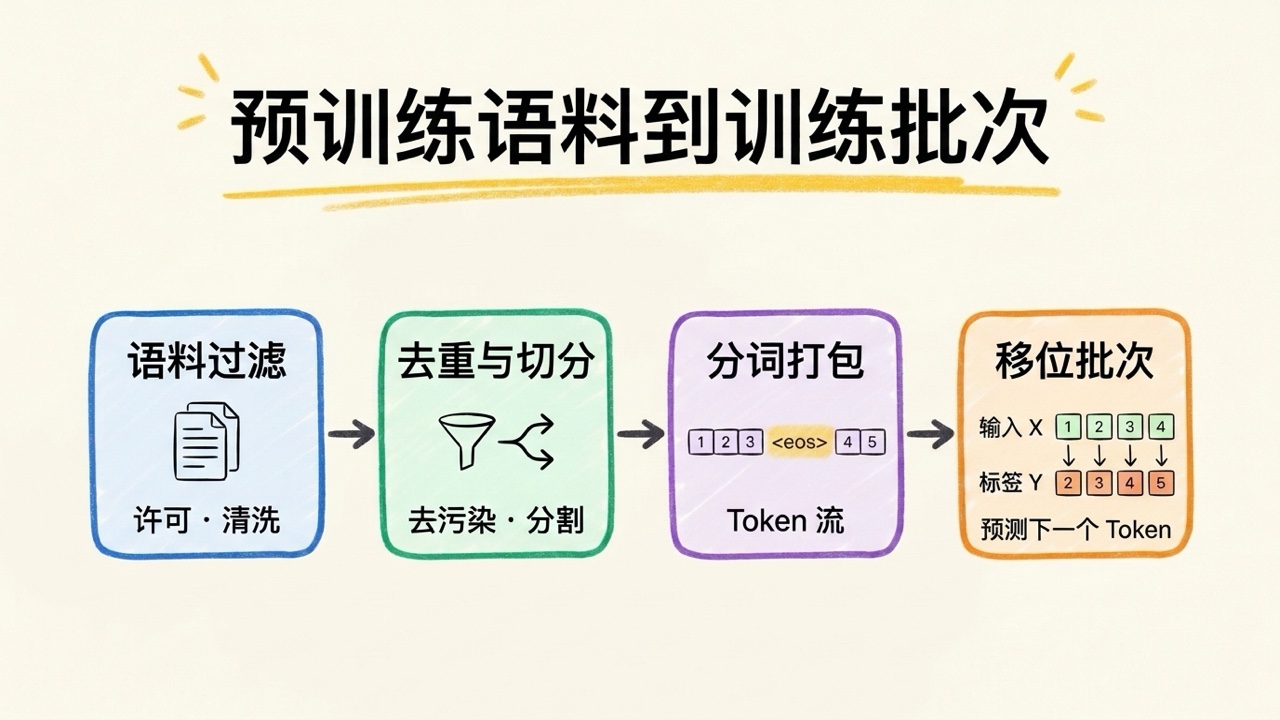 预训练语料到训练批次
语料过滤
许可 · 清洗
去重与切分
去污染 · 分割
分词打包
1 2 3 <eos> 4 5
Token 流
移位批次
输入 X 1 2 3 4
标签 Y 2 3 4 5
预测下一个 Token